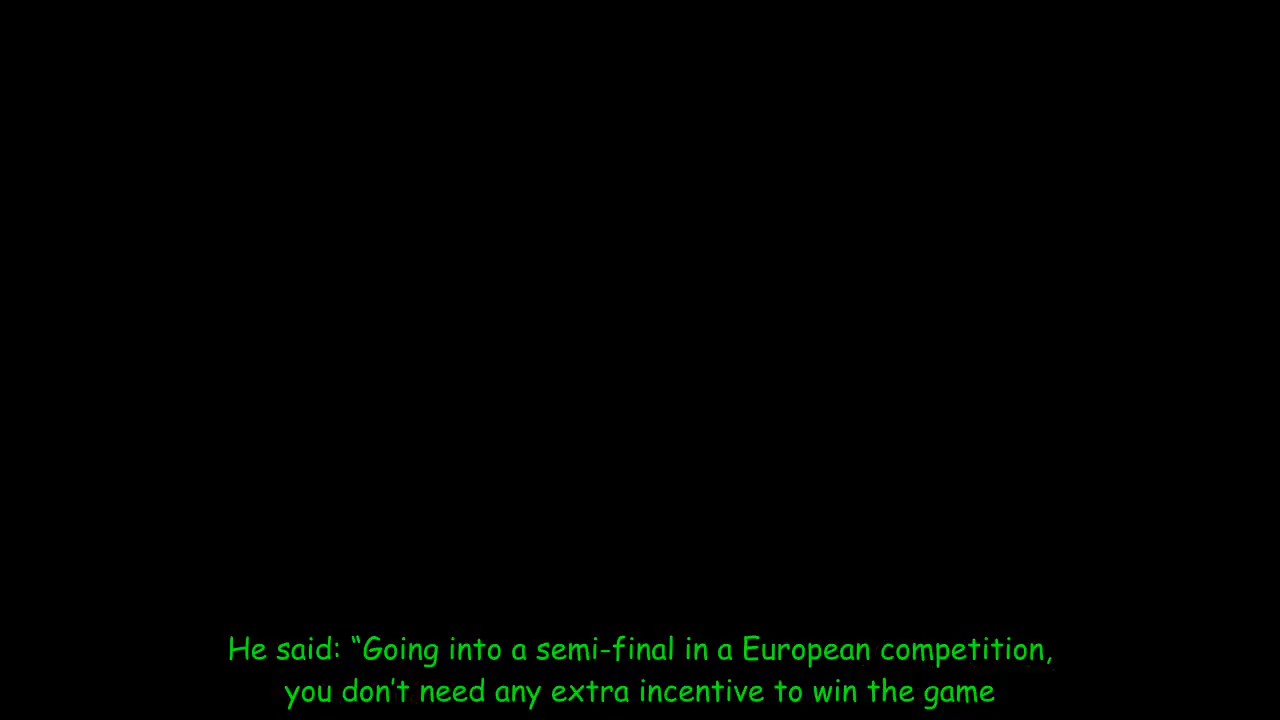 He said: “Going into a semi-final in a European competition,
you don’t need any extra incentive to win the game